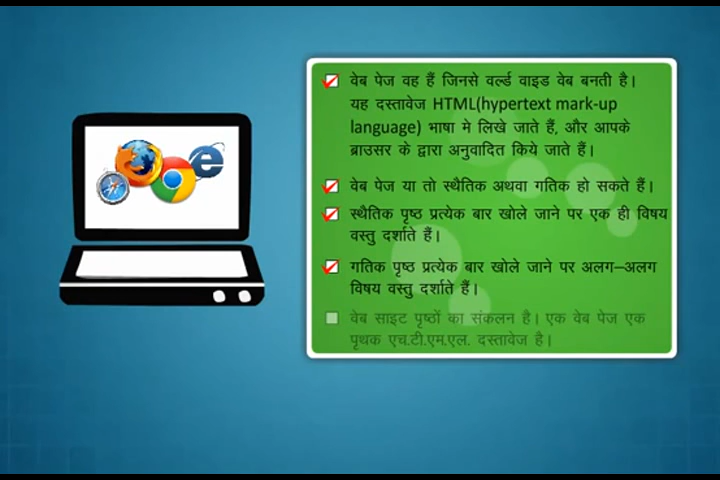 वेब पेज वह हैं जिनसे वर्ल्ड वाइड वेब बनती है।
यह दस्तावेज HTML(hypertext mark-up
language) भाषा मे लिखे जाते हैं, और आपके
ब्राउसर के द्वारा अनुवादित किये जाते हैं।
वेब पेज या तो स्थैतिक अथवा गतिक हो सकते हैं।
स्थैतिक पृष्ठ प्रत्येक बार खोले जाने पर एक ही विषय
वस्तु दर्शाते हैं।
गतिक पृष्ठ प्रत्येक बार खोले जाने पर अलग–अलग
विषय वस्तु दर्शाते हैं।
वेब साइट पृष्ठों का संकलन है। एक वेब पेज एक
पृथक एच.टी.एम.एल. दस्तावेज है।